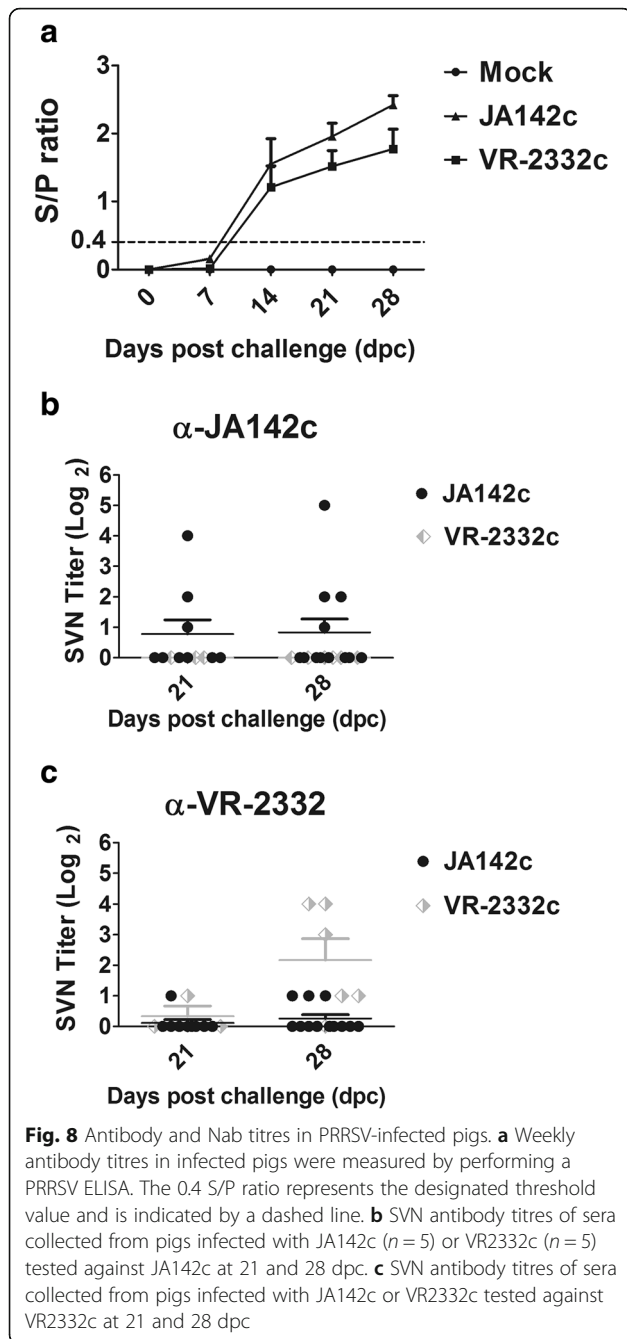 a
3
2
1
0.4
0
S/P ratio
0 7 14 21 28
Days post challenge (dpc)
Mock
JA142c
VR-2332c
b
α-JA142c
6
5
4
3
2
1
0
SVN Titer (Log 2)
21 28
Days post challenge (dpc)
JA142c
VR-2332c
c
α-VR-2332
6
5
4
3
2
1
0
SVN Titer (Log 2)
21 28
Days post challenge (dpc)
JA142c
VR-2332c
Fig. 8 Antibody and Nab titres in PRRSV-infected pigs. a Weekly
antibody titres in infected pigs were measured by performing a
PRRSV ELISA. The 0.4 S/P ratio represents the designated threshold
value and is indicated by a dashed line. b SVN antibody titres of sera
collected from pigs infected with JA142c (n = 5) or VR2332c (n = 5)
tested against JA142c at 21 and 28 dpc. c SVN antibody titres of sera
collected from pigs infected with JA142c or VR2332c tested against
VR2332c at 21 and 28 dpc